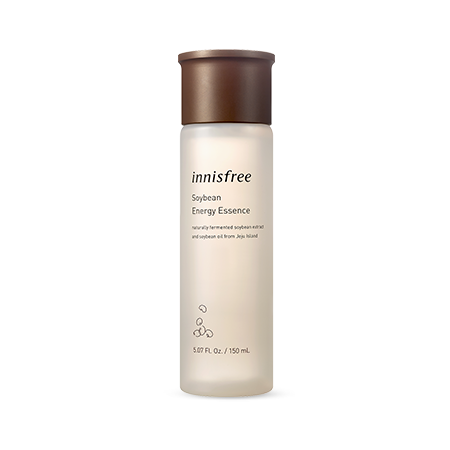 innisfree
Soybean
Energy Essence
naturally fermented soybean extract
and soybean oil from Jeju Island
5.07 Fl. Oz. / 150 mL